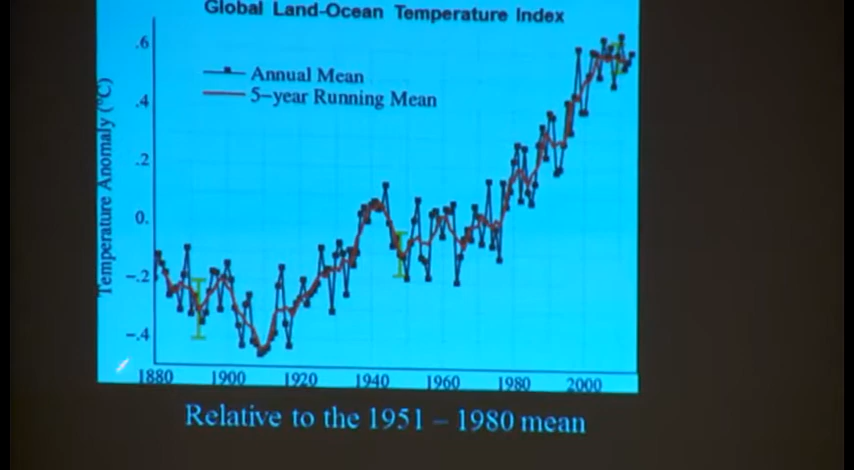 Global Land-Ocean Temperature Index
Annual Mean
5-year Running Mean
Temperature Anomaly (°C)
.6
.4
.2
0.
-.2
-.4
1880 1900 1920 1940 1960 1980 2000
Relative to the 1951 – 1980 mean